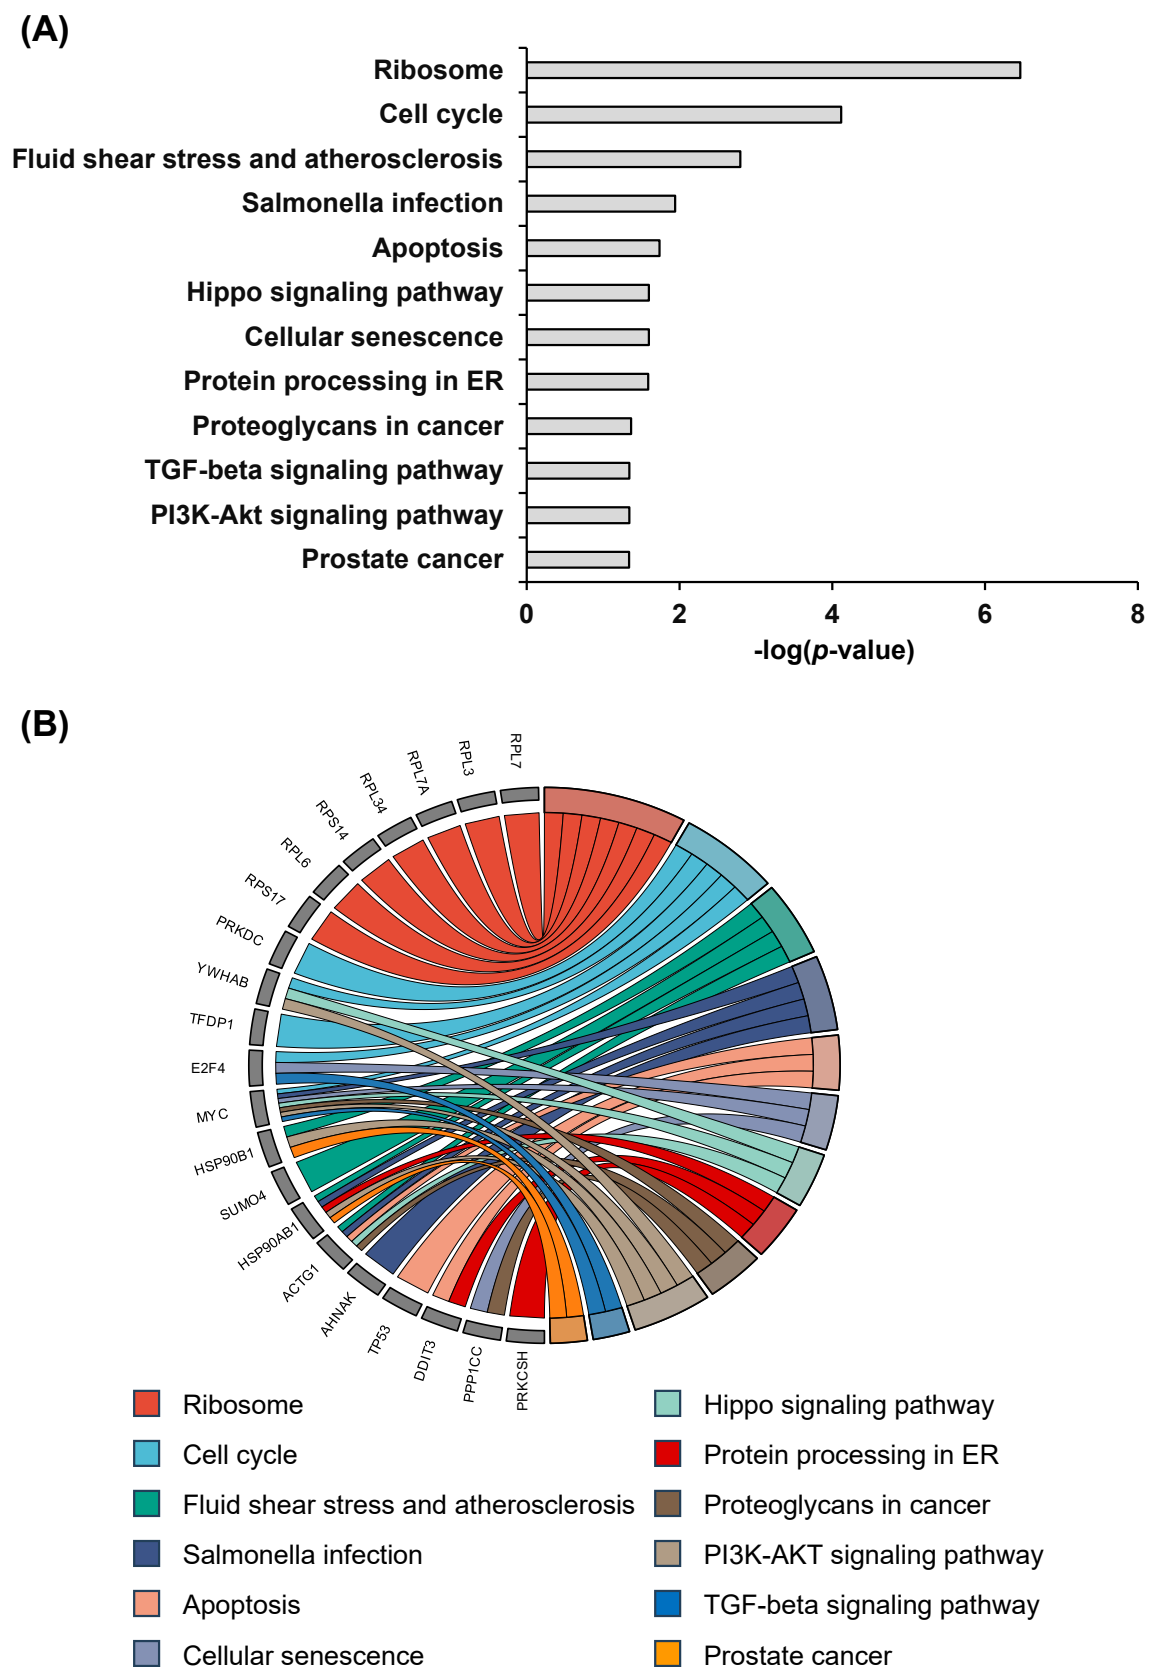 (A)
Ribosome
Cell cycle
Fluid shear stress and atherosclerosis
Salmonella infection
Apoptosis
Hippo signaling pathway
Cellular senescence
Protein processing in ER
Proteoglycans in cancer
TGF-beta signaling pathway
PI3K-Akt signaling pathway
Prostate cancer
0 2 4 6 8
-log(p-value)
(B)
RPL7
RPL3
RPL7A
RPL34
RPS14
RPL6
RPS17
PRKDC
YWHAB
TFDP1
E2F4
MYC
HSP90B1
SUMO4
HSP90AB1
ACTG1
AHNAK
TP53
DDIT3
PPP1CC
PRKCSH
Ribosome
Cell cycle
Fluid shear stress and atherosclerosis
Salmonella infection
Apoptosis
Cellular senescence
Hippo signaling pathway
Protein processing in ER
Proteoglycans in cancer
PI3K-AKT signaling pathway
TGF-beta signaling pathway
Prostate cancer